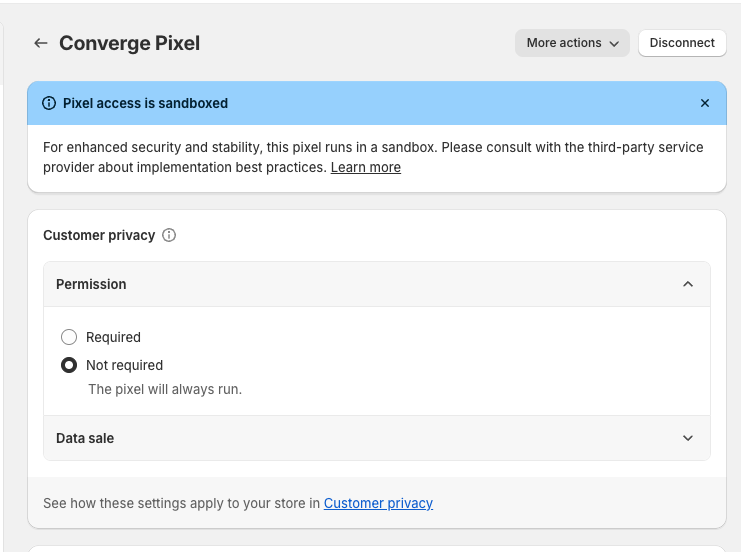 Converge Pixel
More actions
Disconnect
Pixel access is sandboxed
For enhanced security and stability, this pixel runs in a sandbox. Please consult with the third-party service
provider about implementation best practices. Learn more
Customer privacy
Permission
Required
Not required
The pixel will always run.
Data sale
See how these settings apply to your store in Customer privacy